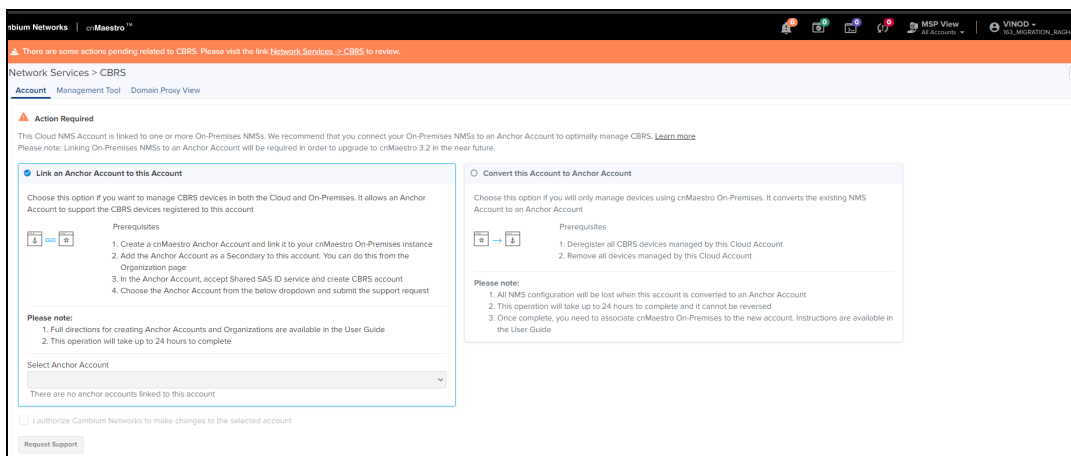 nbium Networks | cnMaestro™
0 0 0 0 MSP View
All Accounts
VINOD
163_MIGRATION_RAGHA
There are some actions pending related to CBRS. Please visit the link Network Services -> CBRS to review.
Network Services > CBRS
Account Management Tool Domain Proxy View
Action Required
This Cloud NMS Account is linked to one or more On-Premises NMSs. We recommend that you connect your On-Premises NMSs to an Anchor Account to optimally manage CBRS. Learn more
Please note: Linking On-Premises NMSs to an Anchor Account will be required in order to upgrade to cnMaestro 3.2 in the near future.
Link an Anchor Account to this Account
Choose this option if you want to manage CBRS devices in both the Cloud and On-Premises. It allows an Anchor
Account to support the CBRS devices registered to this account
Prerequisites
1. Create a cnMaestro Anchor Account and link it to your cnMaestro On-Premises instance
2. Add the Anchor Account as a Secondary to this account. You can do this from the
Organization page
3. In the Anchor Account, accept Shared SAS ID service and create CBRS account
4. Choose the Anchor Account from the below dropdown and submit the support request
Please note:
1. Full directions for creating Anchor Accounts and Organizations are available in the User Guide
2. This operation will take up to 24 hours to complete
Select Anchor Account
There are no anchor accounts linked to this account
Convert this Account to Anchor Account
Choose this option if you will only manage devices using cnMaestro On-Premises. It converts the existing NMS
Account to an Anchor Account
Prerequisites
1. Deregister all CBRS devices managed by this Cloud Account
2. Remove all devices managed by this Cloud Account
Please note:
1. All NMS configuration will be lost when this account is converted to an Anchor Account
2. This operation will take up to 24 hours to complete and it cannot be reversed
3. Once complete, you need to associate cnMaestro On-Premises to the new account. Instructions are available in
the User Guide
I authorize Cambium Networks to make changes to the selected account
Request Support